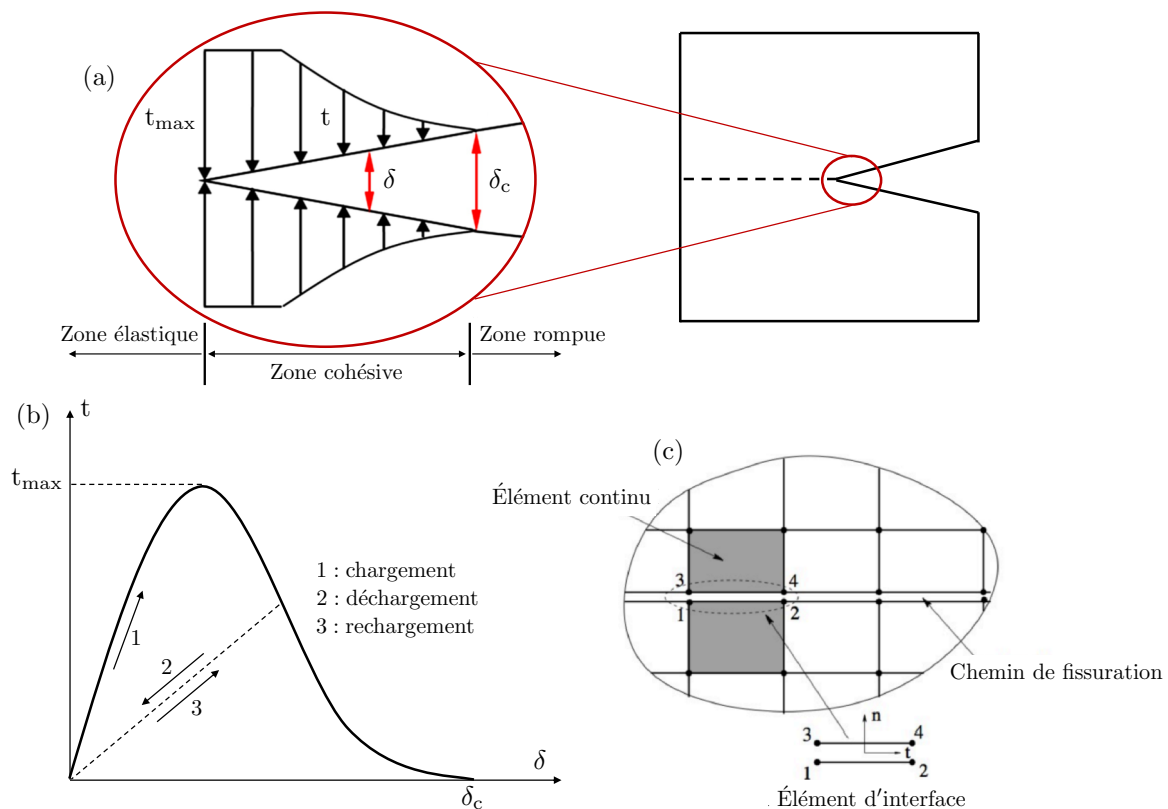 (a)
t_max
t
δ
δ_c
Zone élastique
Zone rompue
Zone cohésive
(b)
t
t_max
1 : chargement
2 : déchargement
3 : rechargement
1
2
3
δ
δ_c
(c)
Élément continu
3
4
1
2
Chemin de fissuration
n
3
4
t
1
2
Élément d'interface